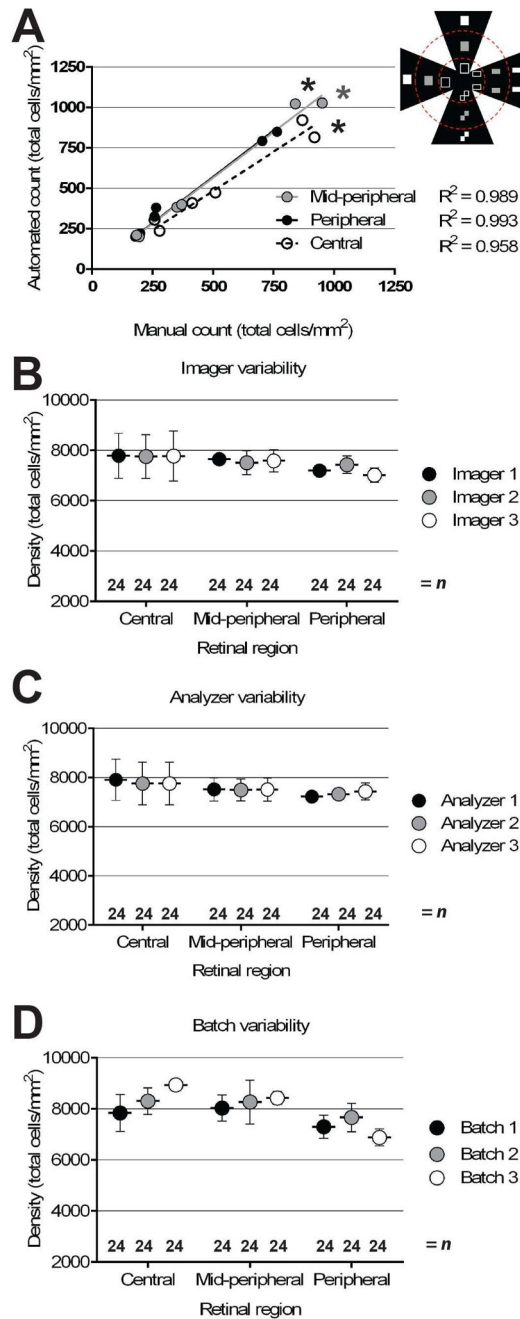 A
Automated count (total cells/mm²)
1250
1000
750
500
250
0
* *
*
Mid-peripheral R² = 0.989
Peripheral R² = 0.993
Central R² = 0.958
0 250 500 750 1000 1250
Manual count (total cells/mm²)
B
Imager variability
Density (total cells/mm²)
10000
8000
6000
4000
2000
Imager 1
Imager 2
Imager 3
24 24 24 24 24 24 24 24 24 = n
Central Mid-peripheral Peripheral
Retinal region
C
Analyzer variability
Density (total cells/mm²)
10000
8000
6000
4000
2000
Analyzer 1
Analyzer 2
Analyzer 3
24 24 24 24 24 24 24 24 24 = n
Central Mid-peripheral Peripheral
Retinal region
D
Batch variability
Density (total cells/mm²)
10000
8000
6000
4000
2000
Batch 1
Batch 2
Batch 3
24 24 24 24 24 24 24 24 24 = n
Central Mid-peripheral Peripheral
Retinal region